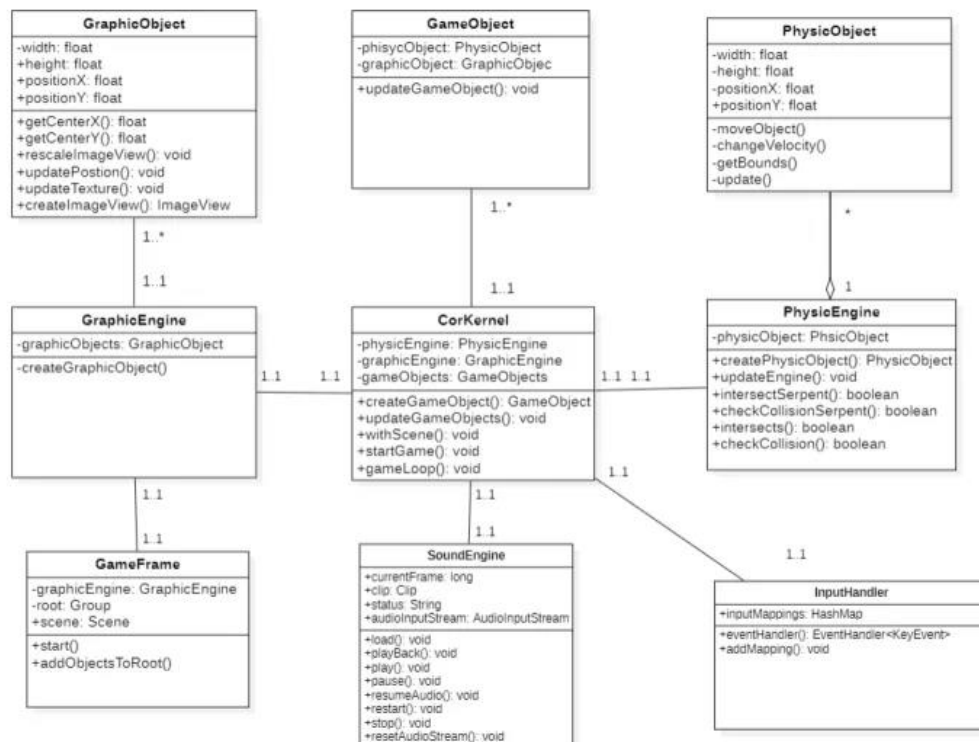 GraphicObject
-width: float
+height: float
+positionX: float
+positionY: float
+getCenterX(): float
+getCenterY(): float
+rescaleImageView(): void
+updatePostion(): void
+updateTexture(): void
+createImageView(): ImageView
GameObject
-phisycObject: PhysicObject
-graphicObject: GraphicObjec
+updateGameObject(): void
PhysicObject
-width: float
-height: float
-positionX: float
+positionY: float
-moveObject()
-changeVelocity()
-getBounds()
-update()
1..*
1..1
1..*
1..1
*
1
GraphicEngine
-graphicObjects: GraphicObject
-createGraphicObject()
1..1
1..1
CorKernel
-physicEngine: PhysicEngine
-graphicEngine: GraphicEngine
-gameObjects: GameObjects
+createGameObject(): GameObject
+updateGameObjects(): void
+withScene(): void
+startGame(): void
+gameLoop(): void
1..1 1..1
PhysicEngine
-physicObject: PhsicObject
+createPhysicObject(): PhysicObject
+updateEngine(): void
+intersectSerpent(): boolean
+checkCollisionSerpent(): boolean
+intersects(): boolean
+checkCollision(): boolean
1..1
1..1
1..1
1..1
1..1
1..1
GameFrame
-graphicEngine: GraphicEngine
-root: Group
+scene: Scene
+start()
+addObjectsToRoot()
SoundEngine
+currentFrame: long
+clip: Clip
+status: String
+audioInputStream: AudioInputStream
+load(): void
+playBack(): void
+play(): void
+pause(): void
+resumeAudio(): void
+restart(): void
+stop(): void
+resetAudioStream(): void
InputHandler
+inputMappings: HashMap
+eventHandler(): EventHandler<KeyEvent>
+addMapping(): void